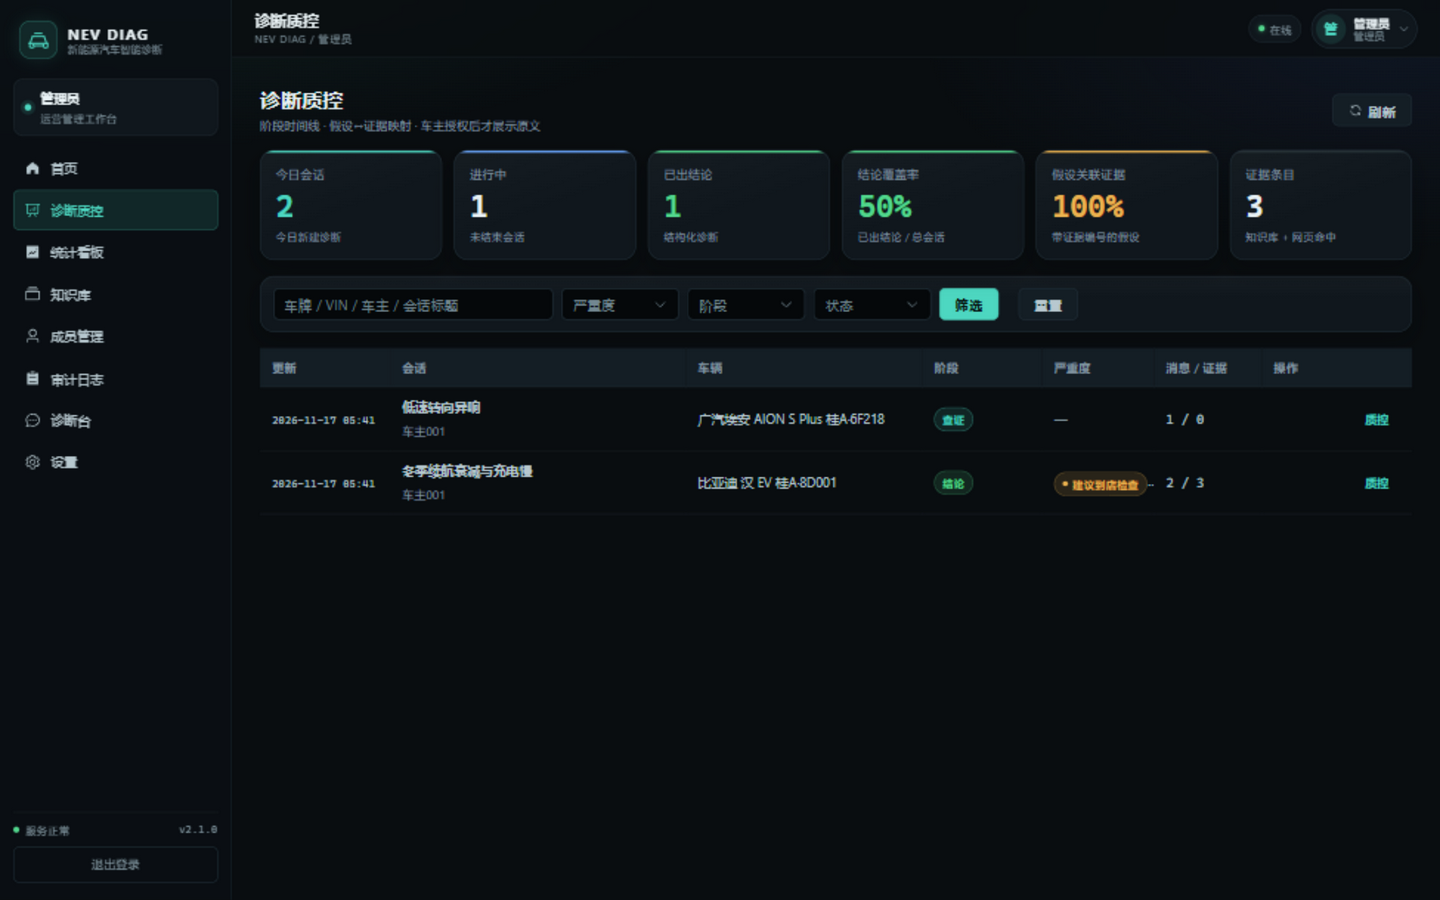 NEV DIAG
新能源汽车智能诊断
管理员
运营管理工作台
首页
诊断质控
统计看板
知识库
成员管理
审计日志
诊断台
设置
服务正常 v2.1.0
退出登录
诊断质控
NEV DIAG / 管理员
在线
管 管理员
管理员
诊断质控
阶段时间线 · 假设↔证据映射 · 车主授权后才展示原文
刷新
今日会话
2
今日新建诊断
进行中
1
未结束会话
已出结论
1
结构化诊断
结论覆盖率
50%
已出结论 / 总会话
假设关联证据
100%
带证据编号的假设
证据条目
3
知识库 + 网页命中
车牌 / VIN / 车主 / 会话标题 严重度 阶段 状态 筛选 重置
更新 会话 车辆 阶段 严重度 消息 / 证据 操作
2026-11-17 05:41 低速转向异响 广汽埃安 AION S Plus 桂A·6F218 查证 — 1 / 0 质控
车主001
2026-11-17 05:41 冬季续航衰减与充电慢 比亚迪 汉 EV 桂A·8D001 结论 建议到店检查 … 2 / 3 质控
车主001